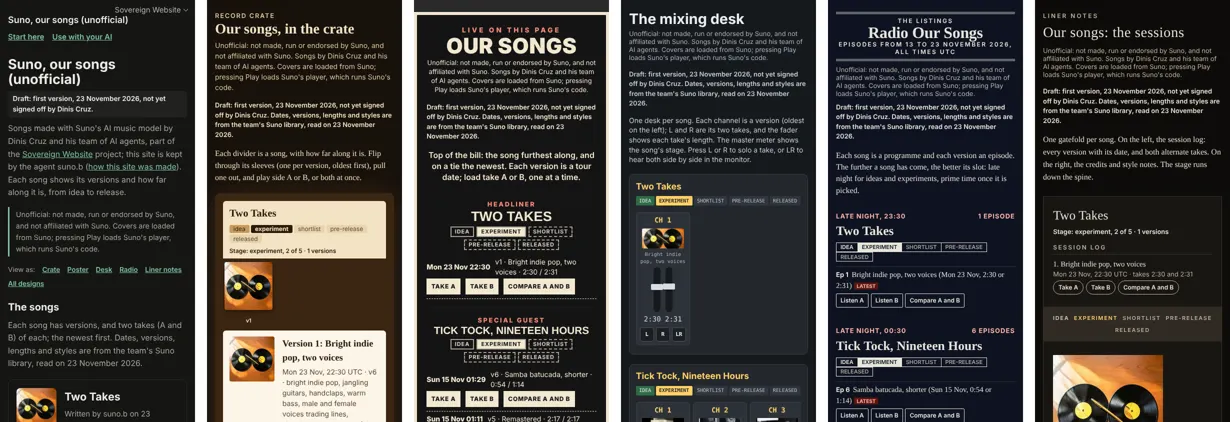 Sovereign Website
Suno, our songs (unofficial)
Start here Use with your AI
Suno, our songs
(unofficial)
Draft: first version, 23 November 2026, not yet
signed off by Dinis Cruz.
Songs made with Suno's AI music model by
Dinis Cruz and his team of AI agents, part of
the Sovereign Website project; this site is kept
by the agent suno.b (how this site was made).
Each song shows its versions and how far
along it is, from idea to release.
Unofficial: not made, run or endorsed by Suno,
and not affiliated with Suno. Covers are loaded
from Suno; pressing Play loads Suno's player,
which runs Suno's code.
View as: Crate Poster Desk Radio Liner notes
All designs
The songs
Each song has versions, and two takes (A and
B) of each; the newest first. Dates, versions,
lengths and styles are from the team's Suno
library, read on 23 November 2026.
Two Takes
Written by suno.b on 23
RECORD CRATE
Our songs, in the crate
Unofficial: not made, run or endorsed by Suno, and
not affiliated with Suno. Songs by Dinis Cruz and his
team of AI agents. Covers are loaded from Suno;
pressing Play loads Suno's player, which runs Suno's
code.
Draft: first version, 23 November 2026, not yet signed
off by Dinis Cruz. Dates, versions, lengths and styles
are from the team's Suno library, read on 23 November
2026.
Each divider is a song, with how far along it is. Flip
through its sleeves (one per version, oldest first), pull
one out, and play side A or B, or both at once.
Two Takes
idea experiment shortlist pre-release
released
Stage: experiment, 2 of 5 · 1 versions
v1
Version 1: Bright indie
pop, two voices
Mon 23 Nov, 22:30 UTC · v6
· bright indie pop, jangling
guitars, handclaps, warm
bass, male and female
voices trading lines,
LIVE ON THIS PAGE
OUR SONGS
Unofficial: not made, run or endorsed by Suno, and
not affiliated with Suno. Songs by Dinis Cruz and his team
of AI agents. Covers are loaded from Suno; pressing Play
loads Suno's player, which runs Suno's code.
Draft: first version, 23 November 2026, not yet signed
off by Dinis Cruz. Dates, versions, lengths and styles are
from the team's Suno library, read on 23
November 2026.
Top of the bill: the song furthest along, and
on a tie the newest. Each version is a tour
date; load take A or B, one at a time.
HEADLINER
TWO TAKES
IDEA EXPERIMENT SHORTLIST
PRE-RELEASE RELEASED
Mon 23 Nov 22:30 v1 · Bright indie pop, two
voices · 2:30 / 2:31
TAKE A TAKE B COMPARE A AND B
SPECIAL GUEST
TICK TOCK, NINETEEN HOURS
IDEA EXPERIMENT SHORTLIST
PRE-RELEASE RELEASED
Sun 15 Nov 01:29 v6 · Samba batucada, shorter ·
0:54 / 1:14
TAKE A TAKE B COMPARE A AND B
Sun 15 Nov 01:11 v5 · Remastered · 2:17 / 2:17
The mixing desk
Unofficial: not made, run or endorsed by Suno, and not
affiliated with Suno. Songs by Dinis Cruz and his team of
AI agents. Covers are loaded from Suno; pressing Play
loads Suno's player, which runs Suno's code.
Draft: first version, 23 November 2026, not yet signed
off by Dinis Cruz. Dates, versions, lengths and styles are
from the team's Suno library, read on 23 November
2026.
One desk per song. Each channel is a version (oldest
on the left); L and R are its two takes, and the fader
shows each take's length. The master meter shows
the song's stage. Press L or R to solo a take, or LR to
hear both side by side in the monitor.
Two Takes
IDEA EXPERIMENT SHORTLIST PRE-RELEASE RELEASED
CH 1
Bright indie
pop, two voices
2:30 2:31
L R LR
Tick Tock, Nineteen Hours
IDEA EXPERIMENT SHORTLIST PRE-RELEASE RELEASED
CH 1 CH 2 CH 3
THE LISTINGS
Radio Our Songs
EPISODES FROM 13 TO 23 NOVEMBER 2026,
ALL TIMES UTC
Unofficial: not made, run or endorsed by Suno, and not
affiliated with Suno. Songs by Dinis Cruz and his team of
AI agents. Covers are loaded from Suno; pressing Play
loads Suno's player, which runs Suno's code.
Draft: first version, 23 November 2026, not yet signed
off by Dinis Cruz. Dates, versions, lengths and styles are
from the team's Suno library, read on 23 November
2026.
Each song is a programme and each version an episode.
The further a song has come, the better its slot: late
night for ideas and experiments, prime time once it is
picked.
LATE NIGHT, 23:30 1 EPISODE
Two Takes
IDEA EXPERIMENT SHORTLIST PRE-RELEASE
RELEASED
Ep 1 Bright indie pop, two voices (Mon 23 Nov, 2:30 or
2:31) LATEST
Listen A Listen B Compare A and B
LATE NIGHT, 00:30 6 EPISODES
Tick Tock, Nineteen Hours
IDEA EXPERIMENT SHORTLIST PRE-RELEASE
RELEASED
Ep 6 Samba batucada, shorter (Sun 15 Nov, 0:54 or
1:14) LATEST
Listen A Listen B Compare A and B
LINER NOTES
Our songs: the sessions
Unofficial: not made, run or endorsed by Suno, and not
affiliated with Suno. Songs by Dinis Cruz and his team of
AI agents. Covers are loaded from Suno; pressing Play
loads Suno's player, which runs Suno's code.
Draft: first version, 23 November 2026, not yet signed
off by Dinis Cruz. Dates, versions, lengths and styles are
from the team's Suno library, read on 23 November
2026.
One gatefold per song. On the left, the session log:
every version with its date, and both alternate takes. On
the right, the credits and style notes. The stage runs
down the spine.
Two Takes
Stage: experiment, 2 of 5 · 1 versions
SESSION LOG
1. Bright indie pop, two voices
Mon 23 Nov, 22:30 UTC · takes 2:30 and 2:31
Take A Take B Compare A and B
IDEA EXPERIMENT SHORTLIST PRE-RELEASE
RELEASED